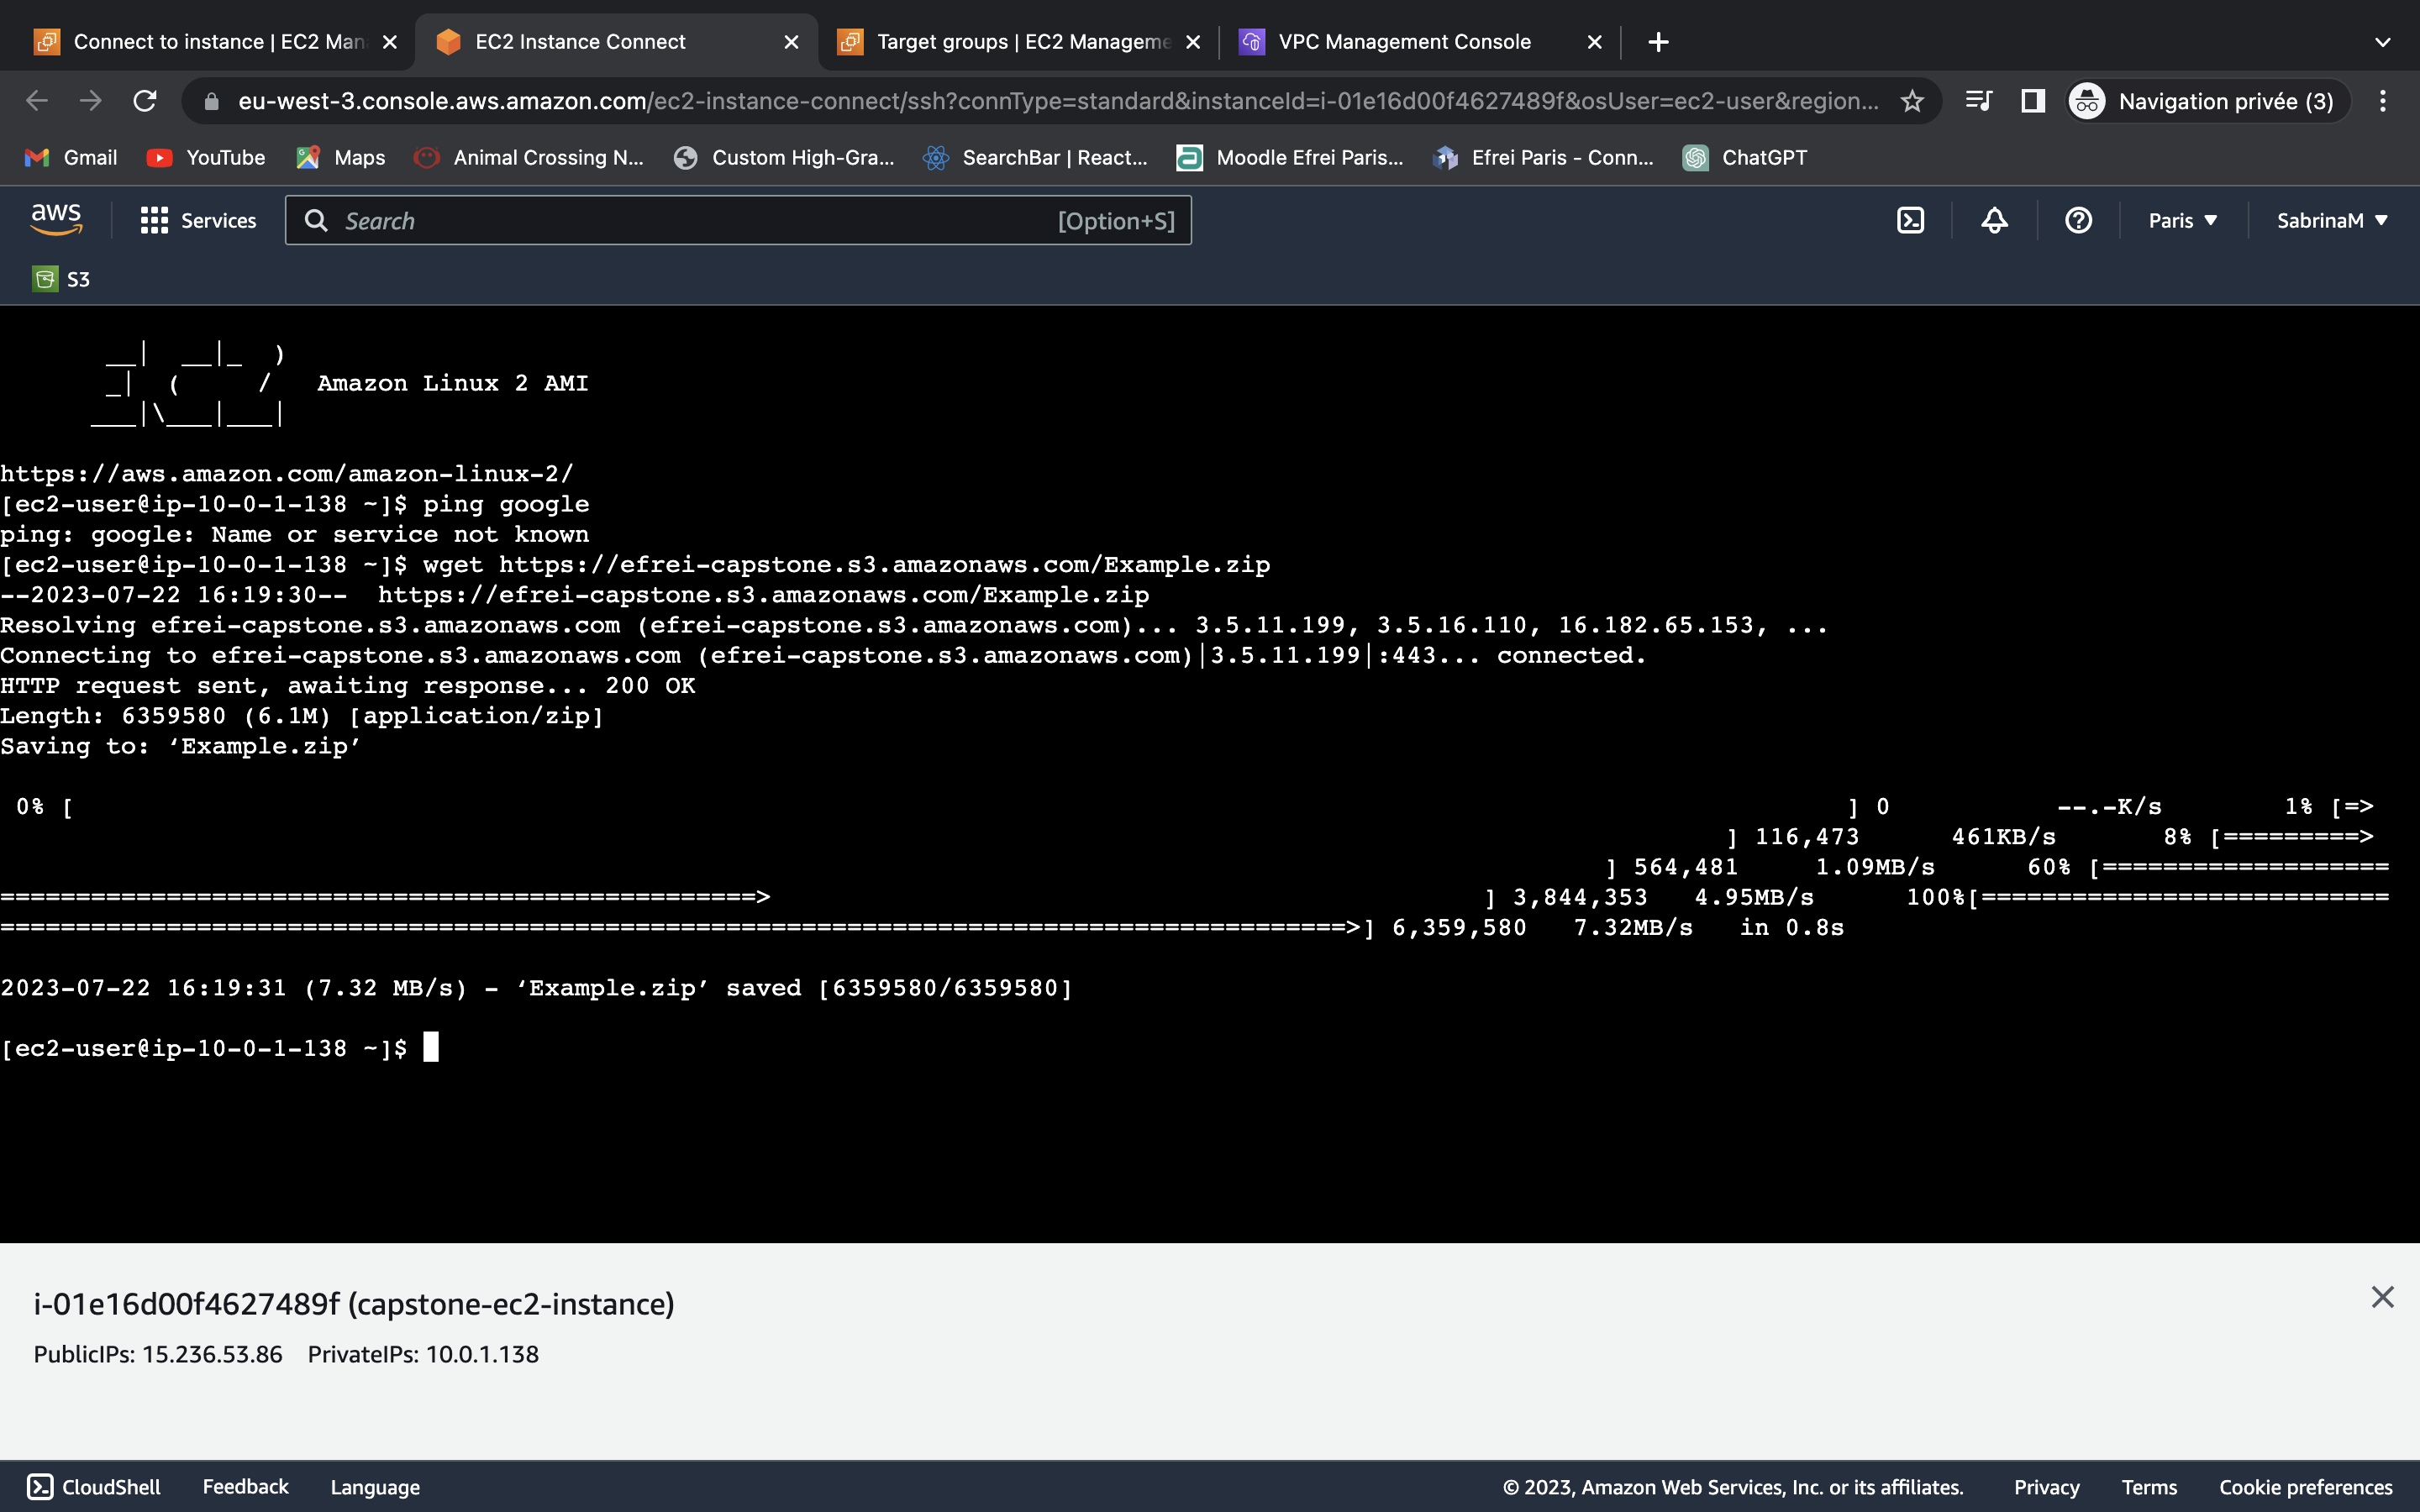 Connect to instance | EC2 Man
EC2 Instance Connect
Target groups | EC2 Manageme
VPC Management Console
eu-west-3.console.aws.amazon.com/ec2-instance-connect/ssh?connType=standard&instanceId=i-01e16d00f4627489f&osUser=ec2-user&region...
Navigation privée (3)
Gmail
YouTube
Maps
Animal Crossing N...
Custom High-Gra...
SearchBar | React...
Moodle Efrei Paris...
Efrei Paris - Conn...
ChatGPT
aws
Services
Search
[Option+S]
Paris
SabrinaM
S3
       __|  __|_  )
       _|  (     /   Amazon Linux 2 AMI
      ___|\___|___|
https://aws.amazon.com/amazon-linux-2/
[ec2-user@ip-10-0-1-138 ~]$ ping google
ping: google: Name or service not known
[ec2-user@ip-10-0-1-138 ~]$ wget https://efrei-capstone.s3.amazonaws.com/Example.zip
--2023-07-22 16:19:30--  https://efrei-capstone.s3.amazonaws.com/Example.zip
Resolving efrei-capstone.s3.amazonaws.com (efrei-capstone.s3.amazonaws.com)... 3.5.11.199, 3.5.16.110, 16.182.65.153, ...
Connecting to efrei-capstone.s3.amazonaws.com (efrei-capstone.s3.amazonaws.com)|3.5.11.199|:443... connected.
HTTP request sent, awaiting response... 200 OK
Length: 6359580 (6.1M) [application/zip]
Saving to: ‘Example.zip’
0% [ ] 0 --.-K/s 1% [=>
] 116,473 461KB/s 8% [=========>
] 564,481 1.09MB/s 60% [===================
==================================================> ] 3,844,353 4.95MB/s 100%[===========================
=========================================================================================>] 6,359,580 7.32MB/s in 0.8s
2023-07-22 16:19:31 (7.32 MB/s) - ‘Example.zip’ saved [6359580/6359580]
[ec2-user@ip-10-0-1-138 ~]$
i-01e16d00f4627489f (capstone-ec2-instance)
PublicIPs: 15.236.53.86    PrivateIPs: 10.0.1.138
CloudShell
Feedback
Language
© 2023, Amazon Web Services, Inc. or its affiliates.
Privacy
Terms
Cookie preferences